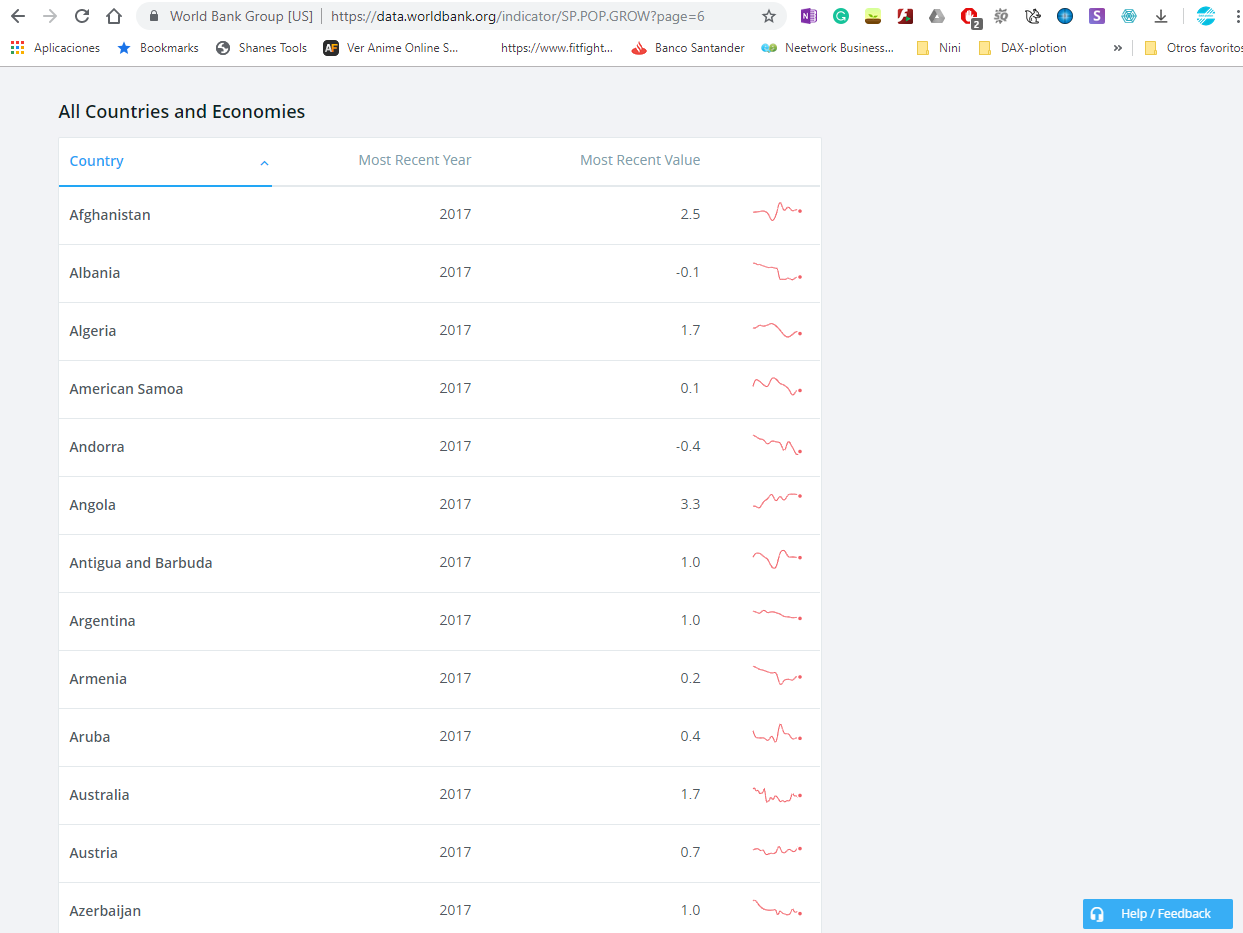 World Bank Group [US] | https://data.worldbank.org/indicator/SP.POP.GROW?page=6
2
Aplicaciones Bookmarks Shanes Tools AF Ver Anime Online S... https://www.fitfight... Banco Santander Neetwork Business... Nini DAX-plotion » Otros favoritos
All Countries and Economies
Country Most Recent Year Most Recent Value
Afghanistan 2017 2.5
Albania 2017 -0.1
Algeria 2017 1.7
American Samoa 2017 0.1
Andorra 2017 -0.4
Angola 2017 3.3
Antigua and Barbuda 2017 1.0
Argentina 2017 1.0
Armenia 2017 0.2
Aruba 2017 0.4
Australia 2017 1.7
Austria 2017 0.7
Azerbaijan 2017 1.0
Help / Feedback